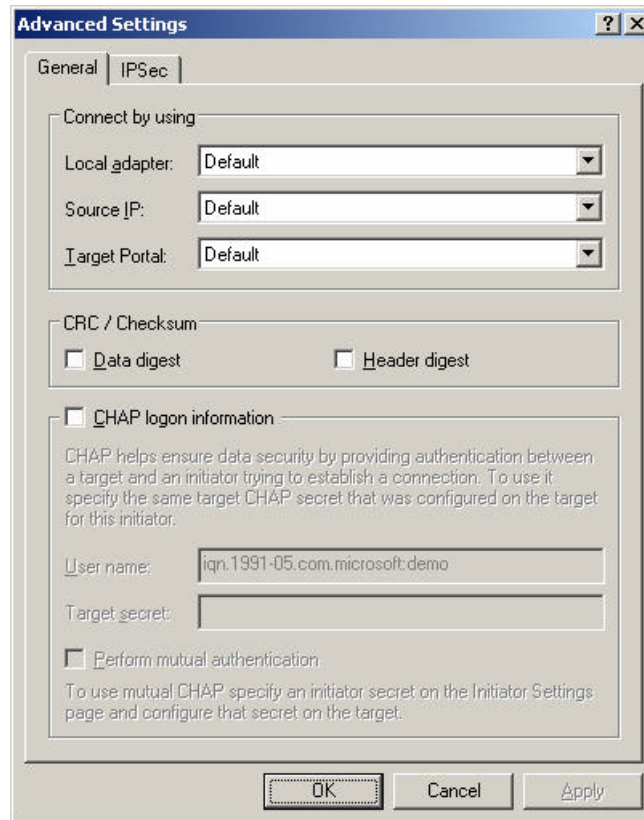 Advanced Settings
General IPSec
Connect by using
Local adapter: Default
Source IP: Default
Target Portal: Default
CRC / Checksum
Data digest Header digest
CHAP logon information
CHAP helps ensure data security by providing authentication between
a target and an initiator trying to establish a connection. To use it
specify the same target CHAP secret that was configured on the target
for this initiator.
User name: iqn.1991-05.com.microsoft:demo
Target secret:
Perform mutual authentication
To use mutual CHAP specify an initiator secret on the Initiator Settings
page and configure that secret on the target.
OK Cancel Apply